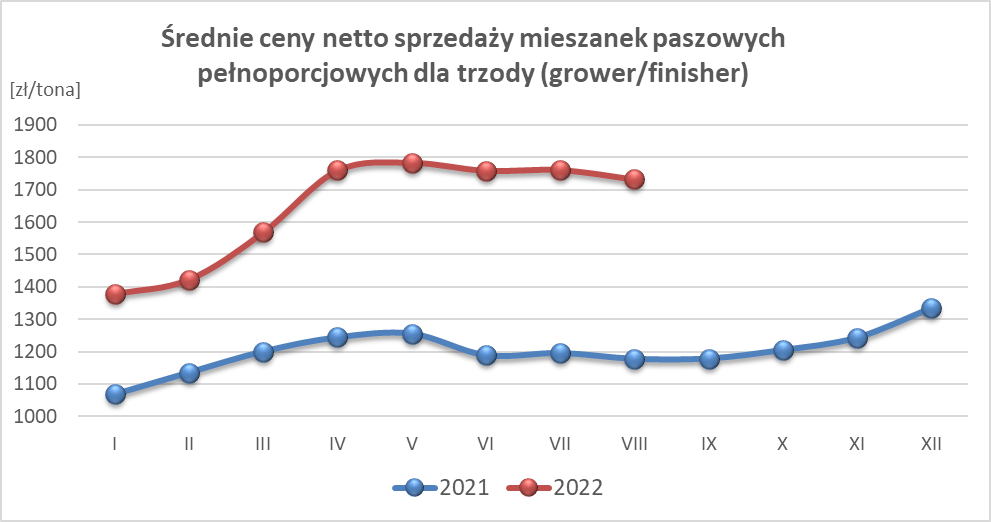 Średnie ceny netto sprzedaży mieszanek paszowych
pełnoporcjowych dla trzody (grower/finisher)
[zł/tona]
1900
1800
1700
1600
1500
1400
1300
1200
1100
1000
I II III IV V VI VII VIII IX X XI XII
2021 2022